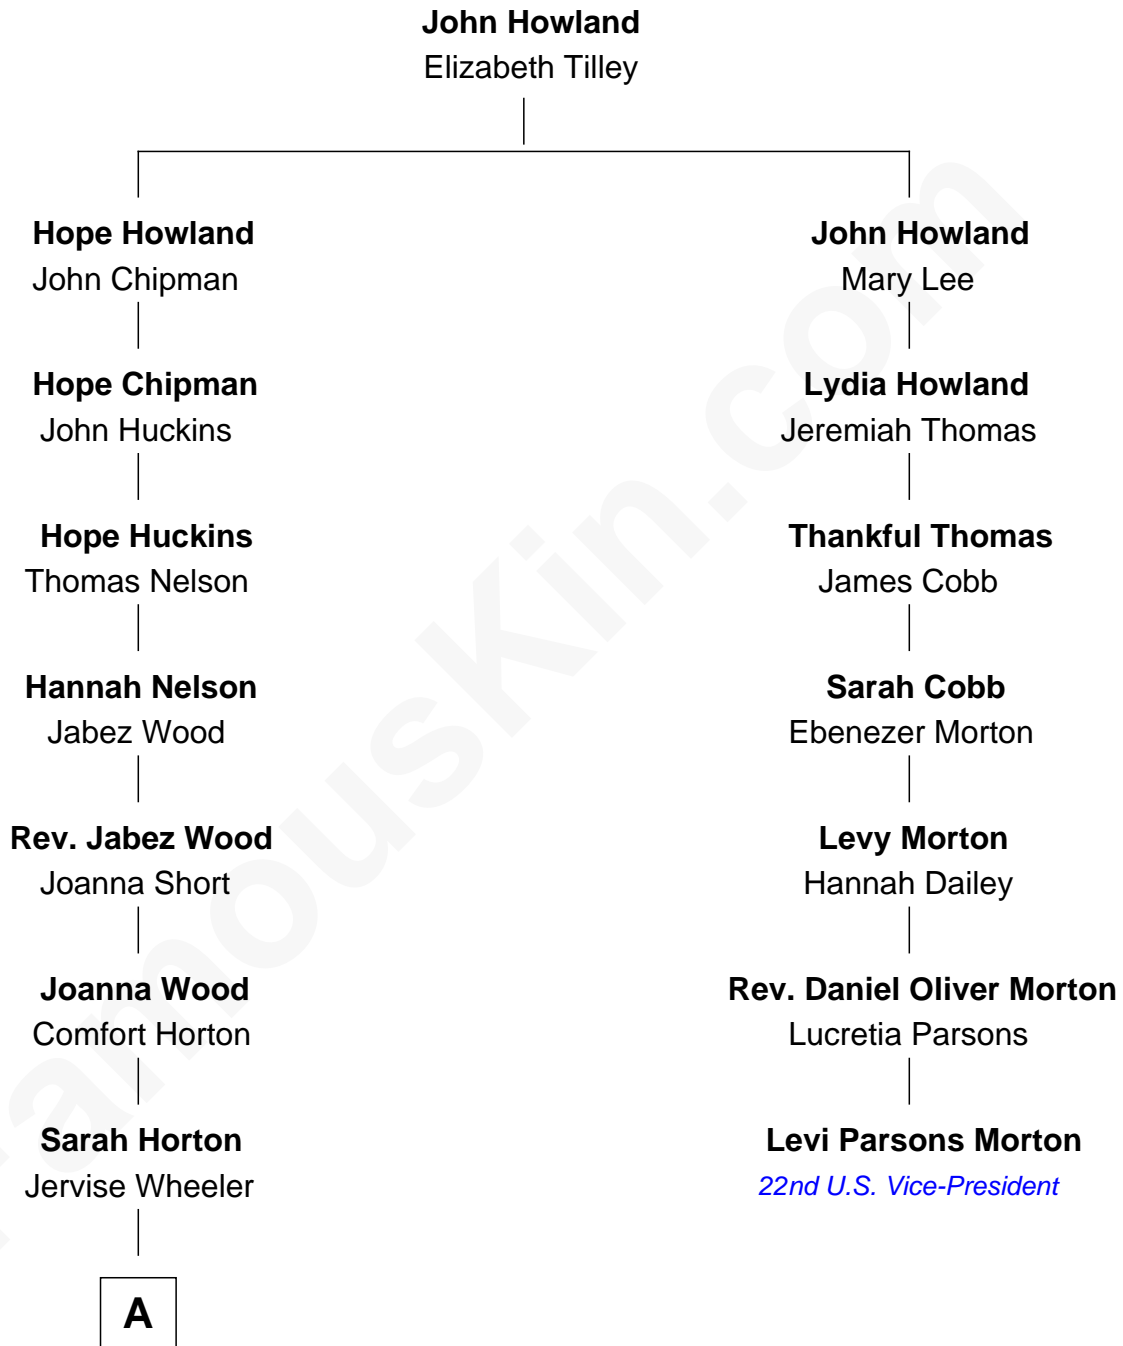 John Howland
Elizabeth Tilley
Hope Howland
John Chipman
John Howland
Mary Lee
Hope Chipman
John Huckins
Lydia Howland
Jeremiah Thomas
Hope Huckins
Thomas Nelson
Thankful Thomas
James Cobb
Hannah Nelson
Jabez Wood
Sarah Cobb
Ebenezer Morton
Rev. Jabez Wood
Joanna Short
Levy Morton
Hannah Dailey
Joanna Wood
Comfort Horton
Rev. Daniel Oliver Morton
Lucretia Parsons
Sarah Horton
Jervise Wheeler
Levi Parsons Morton
22nd U.S. Vice-President
A
FamousKin.com